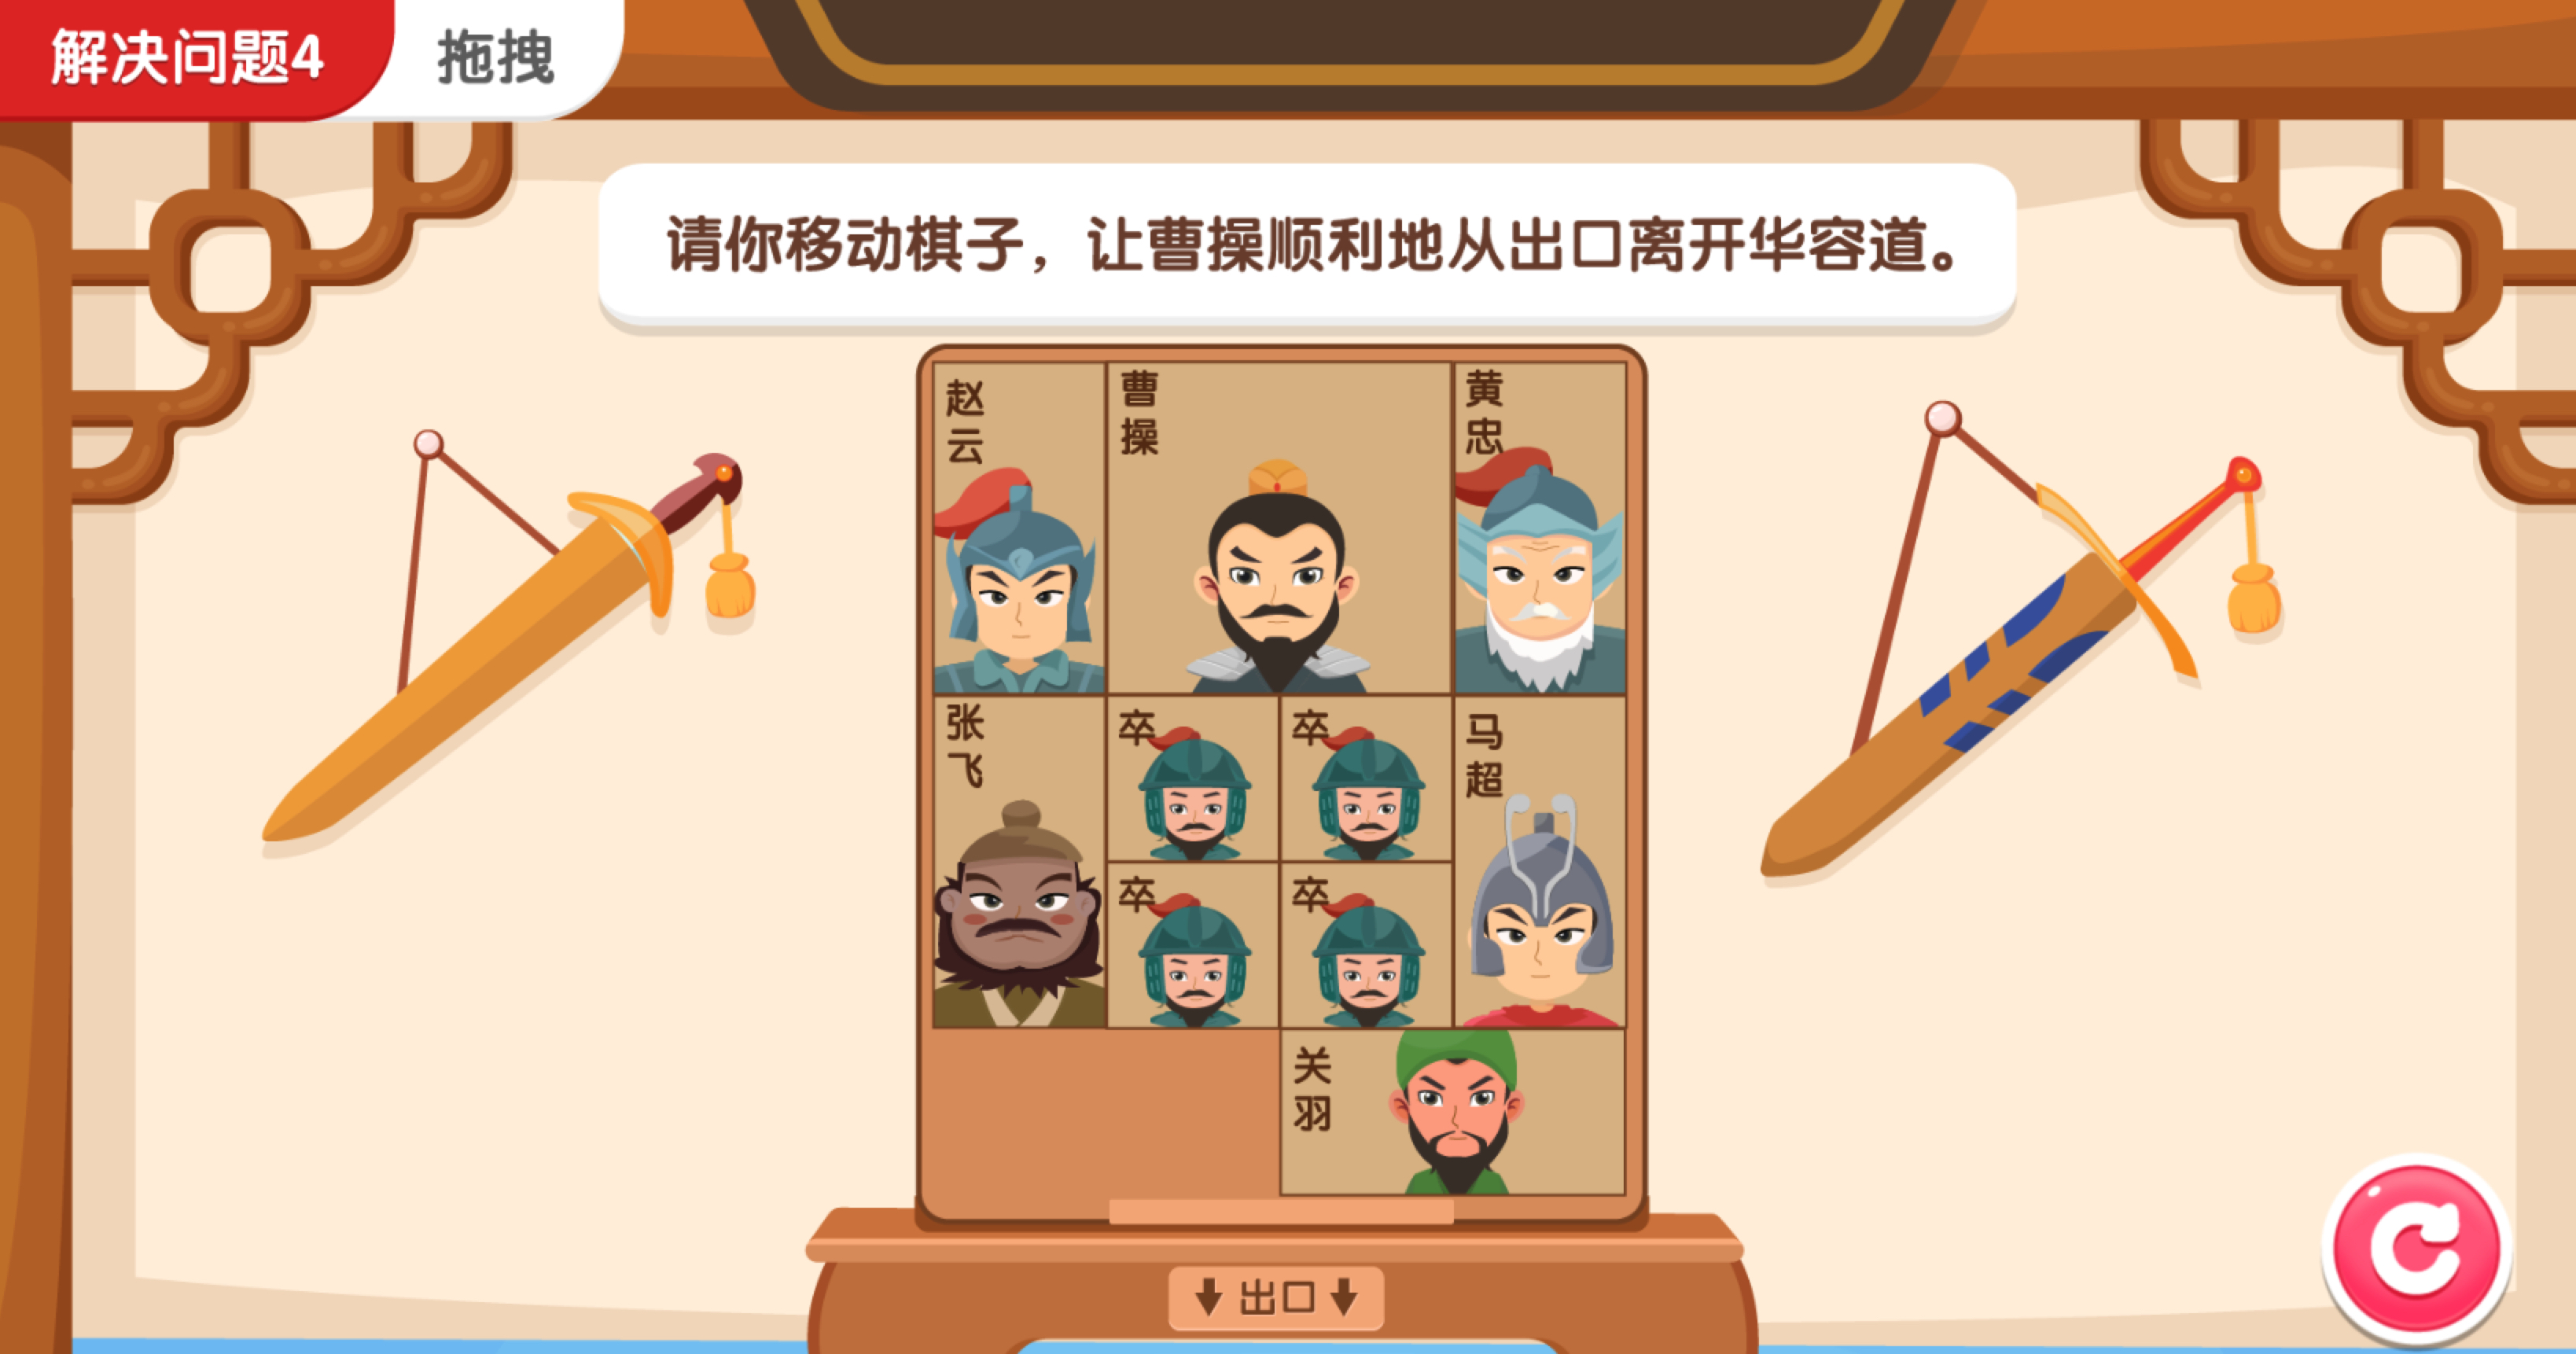 解决问题4 拖拽
请你移动棋子，让曹操顺利地从出口离开华容道。
赵云
曹操
黄忠
张飞
卒
卒
马超
卒
卒
关羽
↓ 出口 ↓